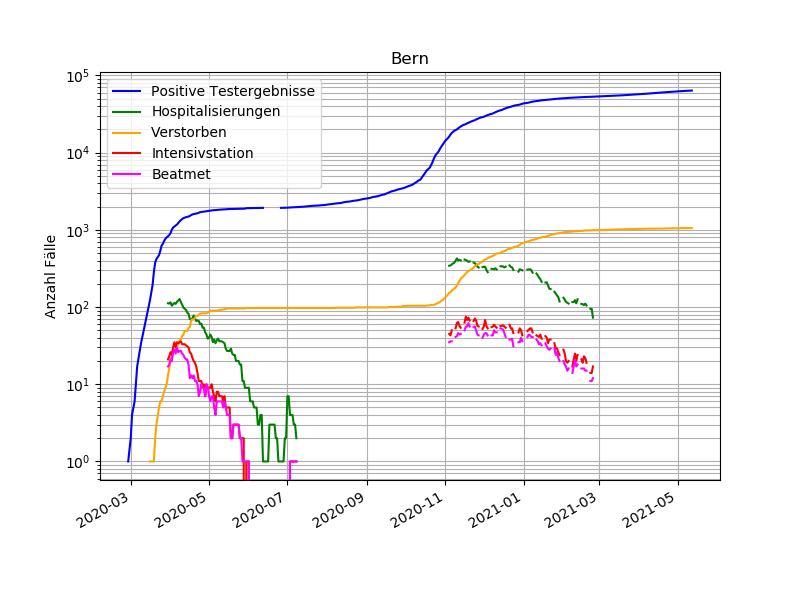 Bern
Positive Testergebnisse
Hospitalisierungen
Verstorben
Intensivstation
Beatmet
Anzahl Fälle
10^5
10^4
10^3
10^2
10^1
10^0
2020-03
2020-05
2020-07
2020-09
2020-11
2021-01
2021-03
2021-05